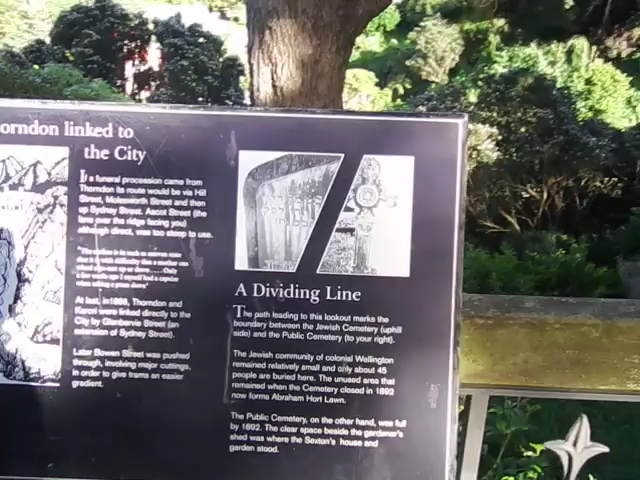 orndon linked to
the City
If a funeral procession came from
Thorndon its route would be via Hill
Street, Molesworth Street and then
up Sydney Street. Ascot Street (the
lane over the ridge facing you)
although direct, was too steep to use.
At last, in 1888, Thorndon and
Karori were linked directly to the
City by Glenbervie Street (an
extension of Sydney Street).
Later Bowen Street was pushed
through, involving major cuttings,
in order to give trams an easier
gradient.
A Dividing Line
The path leading to this lookout marks the
boundary between the Jewish Cemetery (uphill
side) and the Public Cemetery (to your right).
The Jewish community of colonial Wellington
remained relatively small and only about 45
people are buried here. The unused area that
remained when the Cemetery closed in 1892
now forms Abraham Hort Lawn.
The Public Cemetery, on the other hand, was full
by 1892. The clear space beside the gardener's
shed was where the Sexton's house and
garden stood.